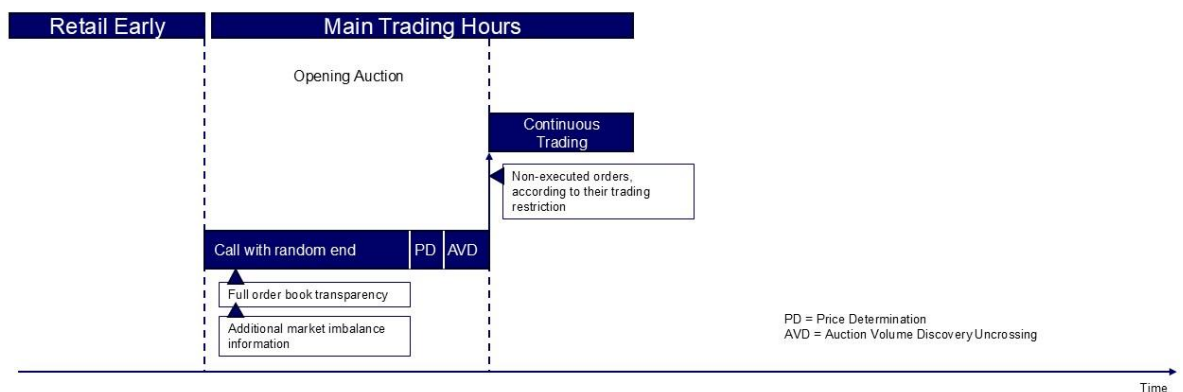 Retail Early
Main Trading Hours
Opening Auction
Continuous
Trading
Non-executed orders,
according to their trading
restriction
Call with random end
PD
AVD
Full order book transparency
Additional market imbalance
information
PD = Price Determination
AVD = Auction Volume Discovery Uncrossing
Time